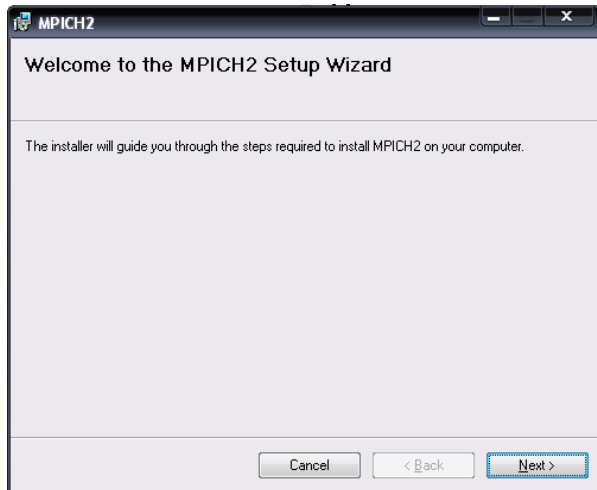 MPICH2
Welcome to the MPICH2 Setup Wizard
The installer will guide you through the steps required to install MPICH2 on your computer.
Cancel
< Back
Next >